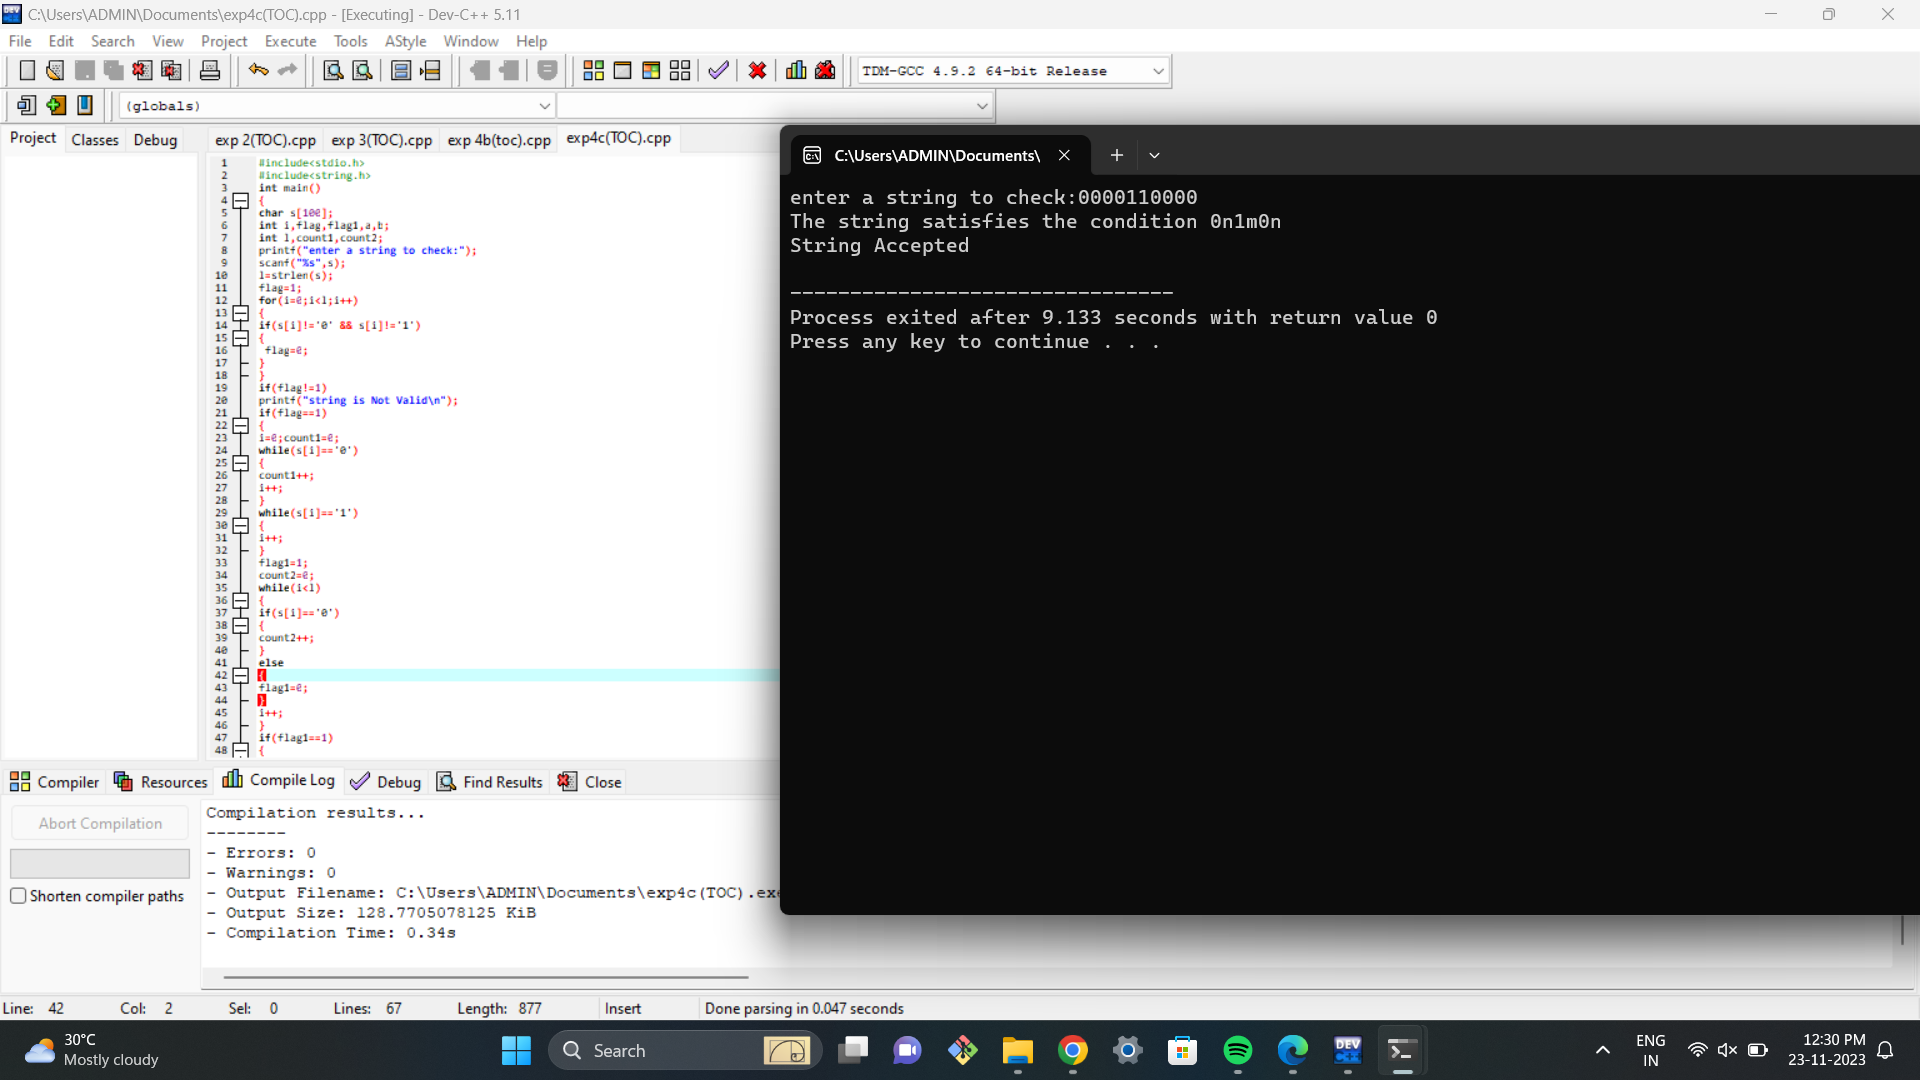 C:\Users\ADMIN\Documents\exp4c(TOC).cpp - [Executing] - Dev-C++ 5.11
File Edit Search View Project Execute Tools AStyle Window Help
TDM-GCC 4.9.2 64-bit Release
(globals)
Project Classes Debug
exp 2(TOC).cpp exp 3(TOC).cpp exp 4b(toc).cpp exp4c(TOC).cpp
1 #include<stdio.h>
2 #include<string.h>
3 int main()
4 {
5 char s[100];
6 int i,flag,flag1,a,b;
7 int l,count1,count2;
8 printf("enter a string to check:");
9 scanf("%s",s);
10 l=strlen(s);
11 flag=1;
12 for(i=0;i<l;i++)
13 {
14 if(s[i]!='0' && s[i]!='1')
15 {
16 flag=0;
17 }
18 }
19 if(flag!=1)
20 printf("string is Not Valid\n");
21 if(flag==1)
22 {
23 i=0;count1=0;
24 while(s[i]=='0')
25 {
26 count1++;
27 i++;
28 }
29 while(s[i]=='1')
30 {
31 i++;
32 }
33 flag1=1;
34 count2=0;
35 while(i<l)
36 {
37 if(s[i]=='0')
38 {
39 count2++;
40 }
41 else
42 {
43 flag1=0;
44 }
45 i++;
46 }
47 if(flag1==1)
48 {
C:\Users\ADMIN\Documents\
enter a string to check:0000110000
The string satisfies the condition 0n1m0n
String Accepted
--------------------------------
Process exited after 9.133 seconds with return value 0
Press any key to continue . . .
Compiler Resources Compile Log Debug Find Results Close
Abort Compilation
Shorten compiler paths
Compilation results...
--------
- Errors: 0
- Warnings: 0
- Output Filename: C:\Users\ADMIN\Documents\exp4c(TOC).exe
- Output Size: 128.7705078125 KiB
- Compilation Time: 0.34s
Line: 42 Col: 2 Sel: 0 Lines: 67 Length: 877 Insert Done parsing in 0.047 seconds
30°C
Mostly cloudy
Search
DEV C++
ENG
IN
12:30 PM
23-11-2023